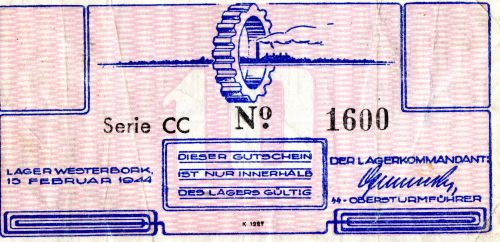 Serie CC Nº 1600
DIESER GUTSCHEIN
IST NUR INNERHALB
DES LAGERS GÜLTIG
LAGER WESTERBORK,
15 FEBRUAR 1944
DER LAGERKOMMANDANT:
SS-OBERSTURMFÜHRER